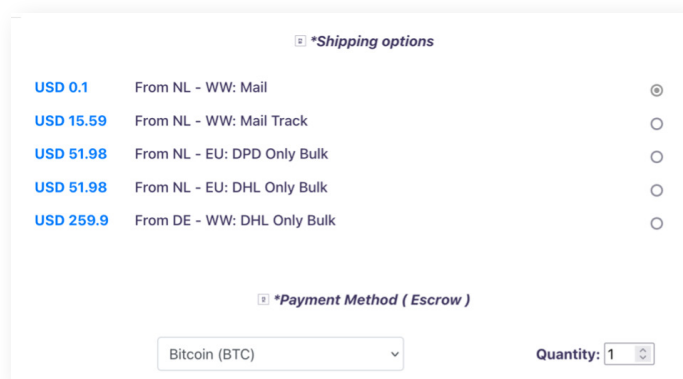 *Shipping options
USD 0.1 From NL - WW: Mail
USD 15.59 From NL - WW: Mail Track
USD 51.98 From NL - EU: DPD Only Bulk
USD 51.98 From NL - EU: DHL Only Bulk
USD 259.9 From DE - WW: DHL Only Bulk
*Payment Method ( Escrow )
Bitcoin (BTC) Quantity: 1